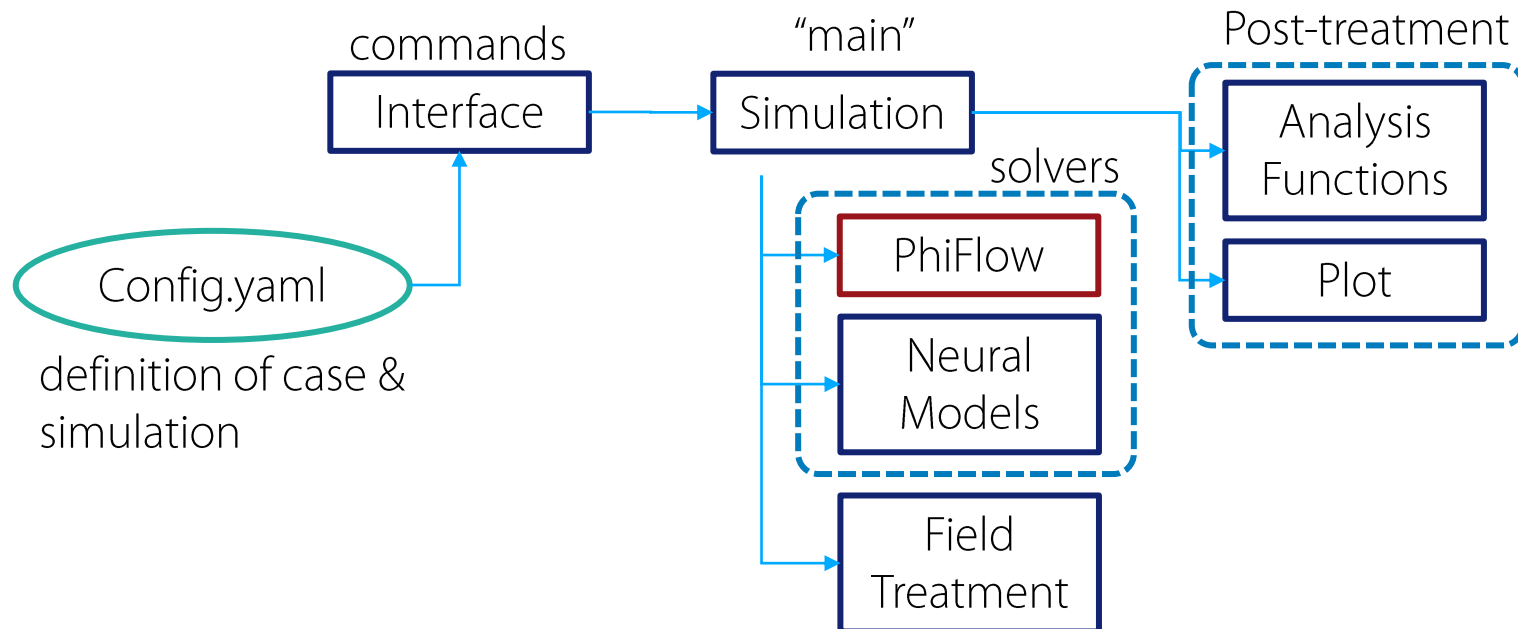 commands
Interface
Config.yaml
definition of case &
simulation
“main”
Simulation
solvers
PhiFlow
Neural
Models
Field
Treatment
Post-treatment
Analysis
Functions
Plot